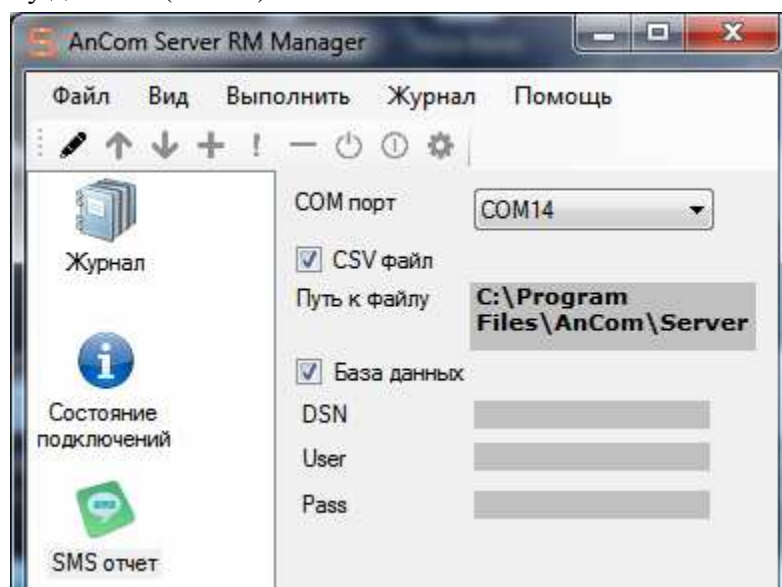 AnCom Server RM Manager
Файл Вид Выполнить Журнал Помощь
Журнал
Состояние
подключений
SMS отчет
COM порт COM14
CSV файл
Путь к файлу C:\Program
Files\AnCom\Server
База данных
DSN
User
Pass